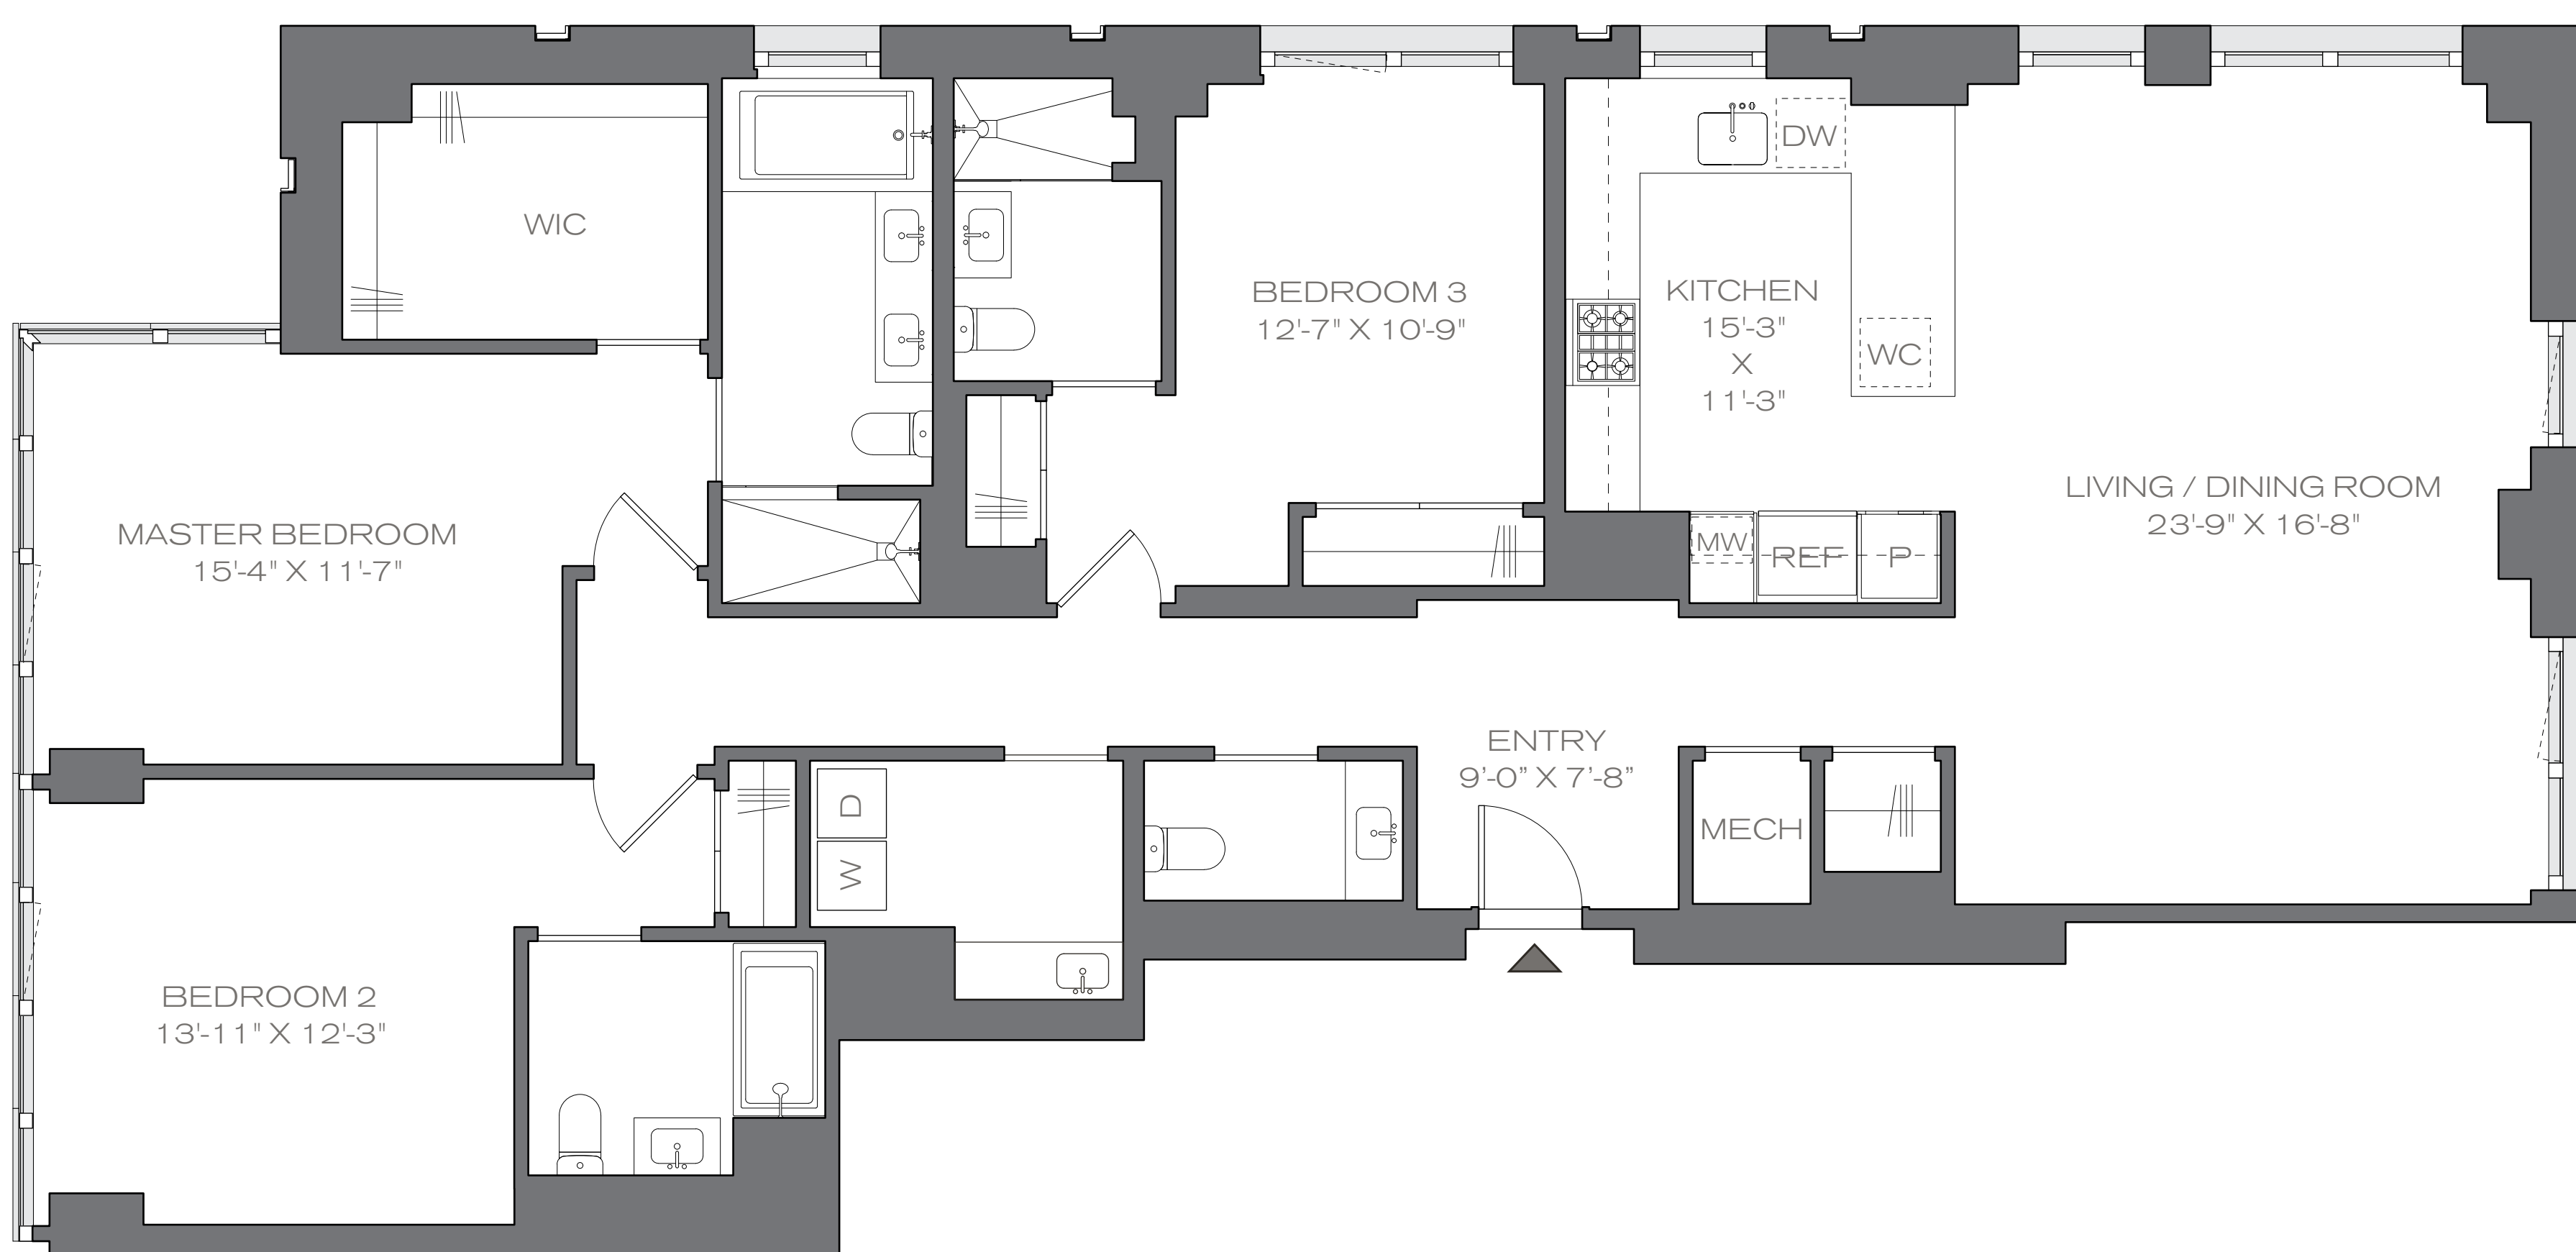 WIC
DW
BEDROOM 3
12'-7" X 10'-9"
KITCHEN
15'-3"
X
11'-3"
WC
LIVING / DINING ROOM
23'-9" X 16'-8"
MASTER BEDROOM
15'-4" X 11'-7"
MW
REF
P
ENTRY
9'-0” X 7'-8”
D
W
MECH
BEDROOM 2
13'-11" X 12'-3"